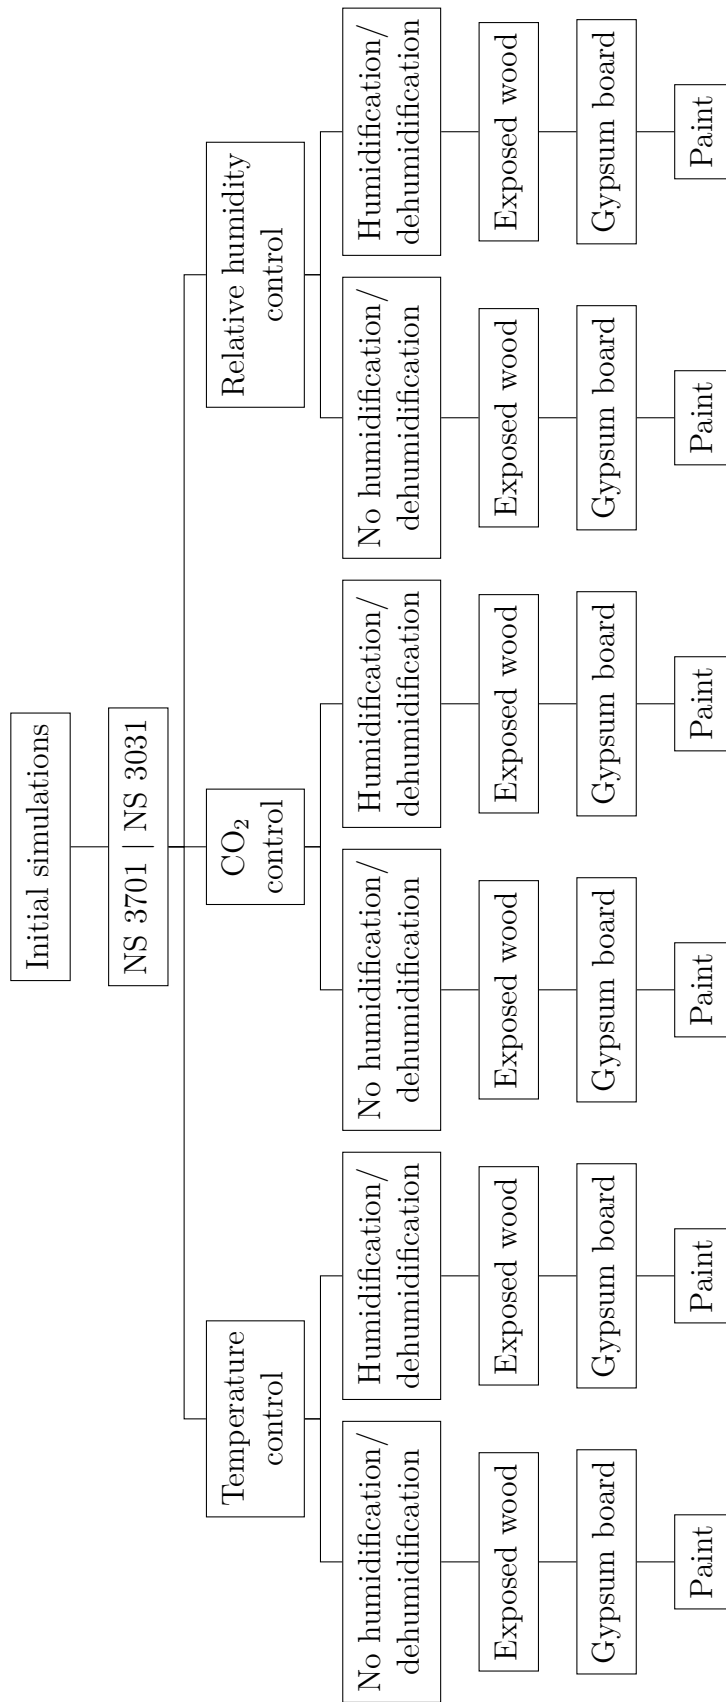 Initial simulations
NS 3701 | NS 3031
Temperature
control
CO₂
control
Relative humidity
control
No humidification/
dehumidification
Humidification/
dehumidification
No humidification/
dehumidification
Humidification/
dehumidification
No humidification/
dehumidification
Humidification/
dehumidification
Exposed wood
Exposed wood
Exposed wood
Exposed wood
Exposed wood
Exposed wood
Gypsum board
Gypsum board
Gypsum board
Gypsum board
Gypsum board
Gypsum board
Paint
Paint
Paint
Paint
Paint
Paint